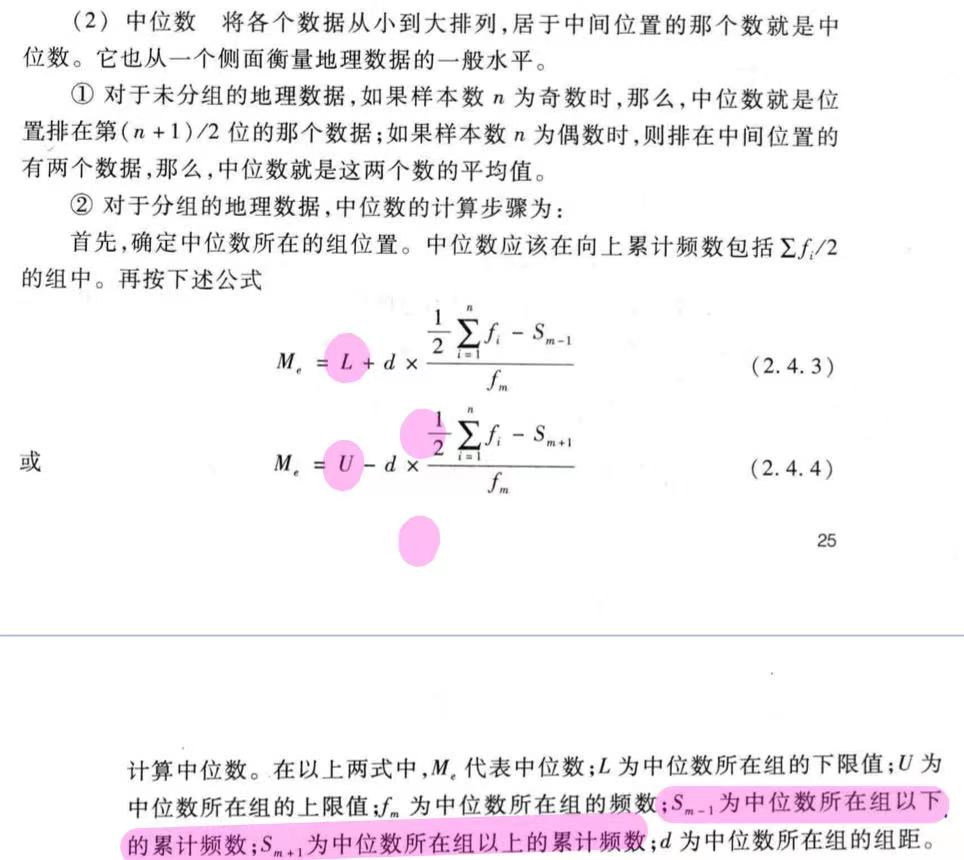 (2) 中位数 将各个数据从小到大排列,居于中间位置的那个数就是中
位数。它也从一个侧面衡量地理数据的一般水平。
① 对于未分组的地理数据,如果样本数 n 为奇数时,那么,中位数就是位
置排在第(n+1)/2 位的那个数据;如果样本数 n 为偶数时,则排在中间位置的
有两个数据,那么,中位数就是这两个数的平均值。
② 对于分组的地理数据,中位数的计算步骤为:
首先,确定中位数所在的组位置。中位数应该在向上累计频数包括∑fᵢ/2
的组中。再按下述公式
Mₑ = L + d × (1/2 ∑_{i=1}^{n} fᵢ − S_{m−1}) / f_m (2.4.3)
或 Mₑ = U − d × (1/2 ∑_{i=1}^{n} fᵢ − S_{m+1}) / f_m (2.4.4)
25
计算中位数。在以上两式中,Mₑ 代表中位数;L 为中位数所在组的下限值;U 为
中位数所在组的上限值;f_m 为中位数所在组的频数;S_{m−1}为中位数所在组以下
的累计频数;S_{m+1}为中位数所在组以上的累计频数;d 为中位数所在组的组距。